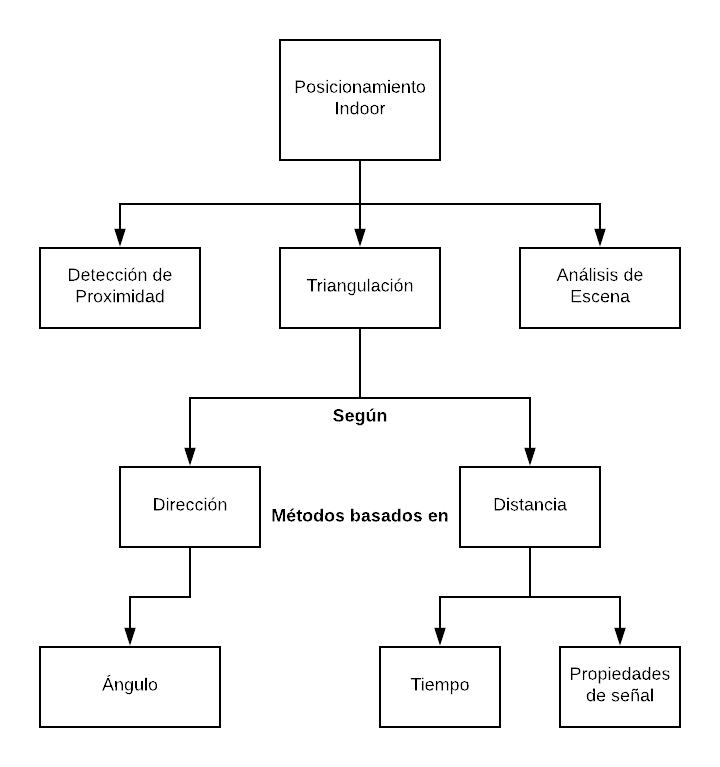 Posicionamiento
Indoor
Detección de
Proximidad
Triangulación
Análisis de
Escena
Según
Dirección
Métodos basados en
Distancia
Ángulo
Tiempo
Propiedades
de señal